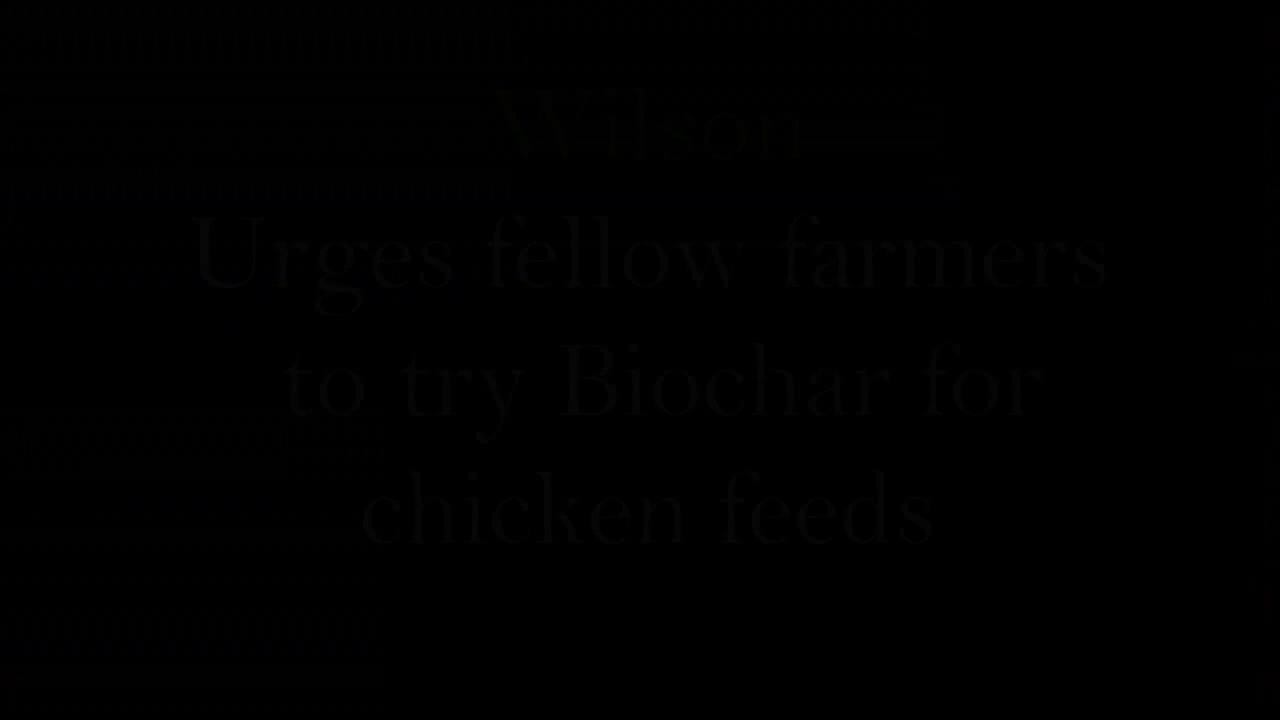 Wilson
Urges fellow farmers
to try Biochar for
chicken feeds